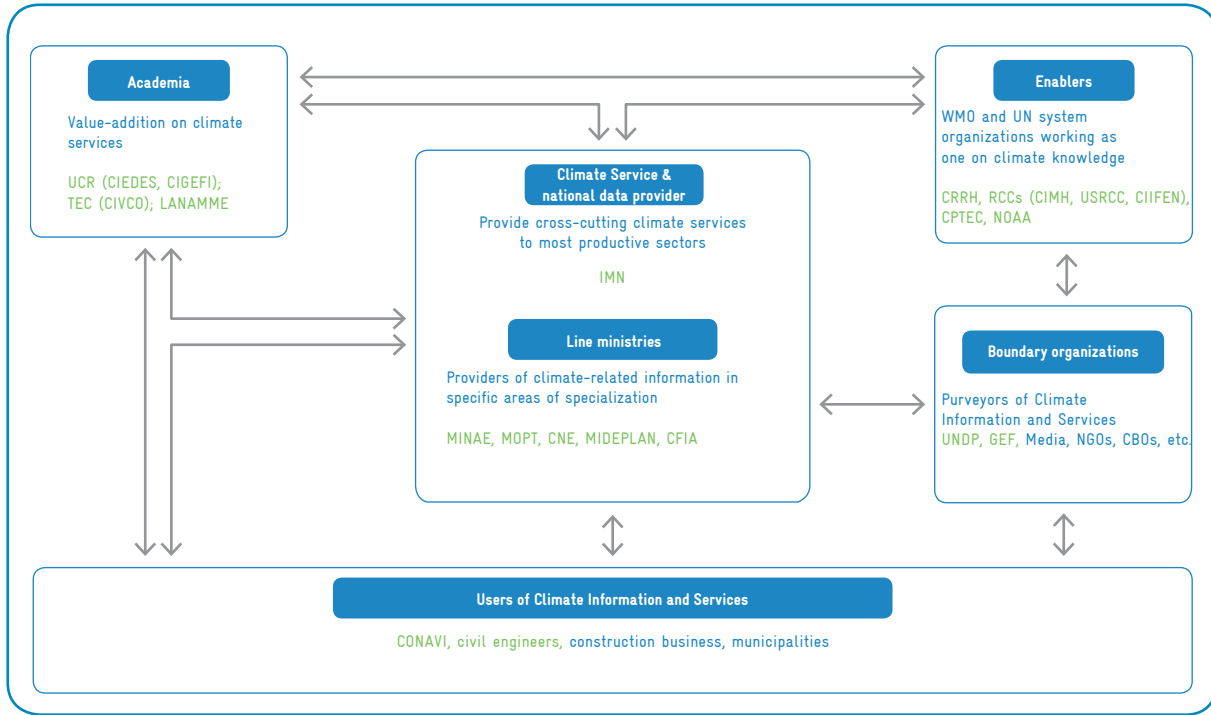 Academia
Value-addition on climate
services
UCR (CIEDES, CIGEFI);
TEC (CIVCO); LANAMME
Enablers
WMO and UN system
organizations working as
one on climate knowledge
CRRH, RCCs (CIMH, USRCC, CIIFEN),
CPTEC, NOAA
Climate Service &
national data provider
Provide cross-cutting climate services
to most productive sectors
IMN
Line ministries
Providers of climate-related information in
specific areas of specialization
MINAE, MOPT, CNE, MIDEPLAN, CFIA
Boundary organizations
Purveyors of Climate
Information and Services
UNDP, GEF, Media, NGOs, CBOs, etc.
Users of Climate Information and Services
CONAVI, civil engineers, construction business, municipalities